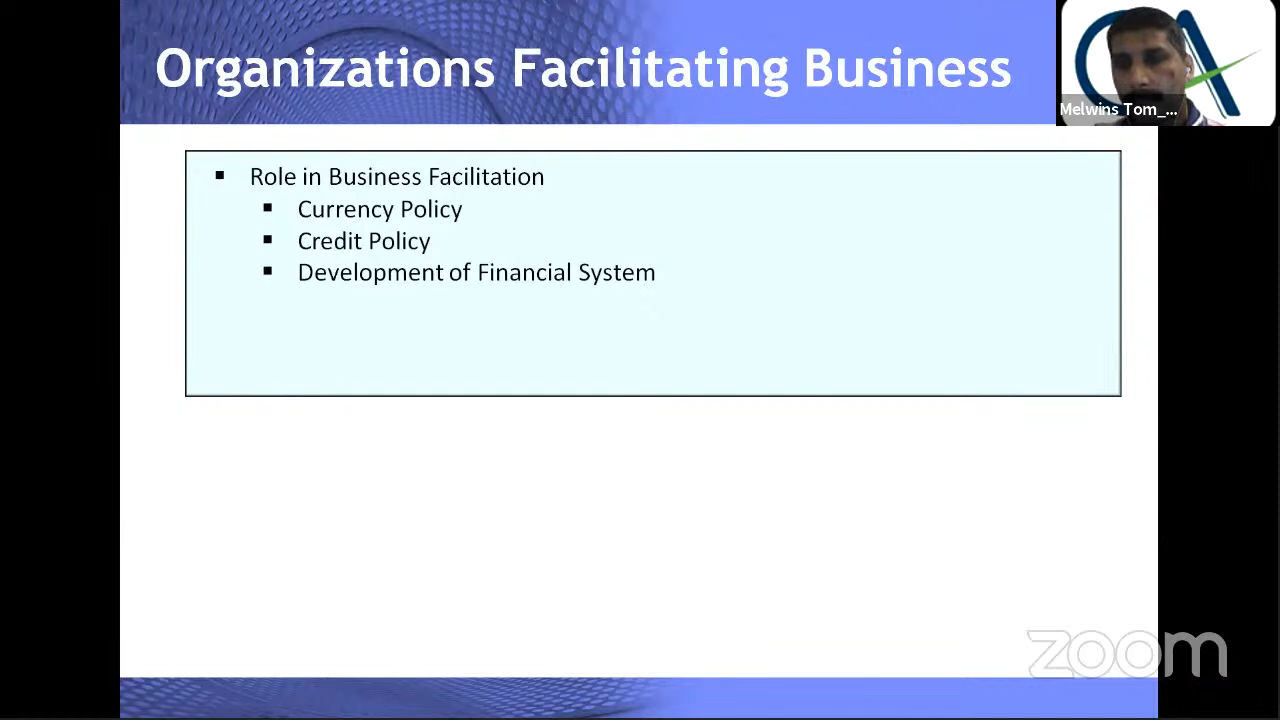 Organizations Facilitating Business
Melwins Tom_...
Role in Business Facilitation
Currency Policy
Credit Policy
Development of Financial System
zoom